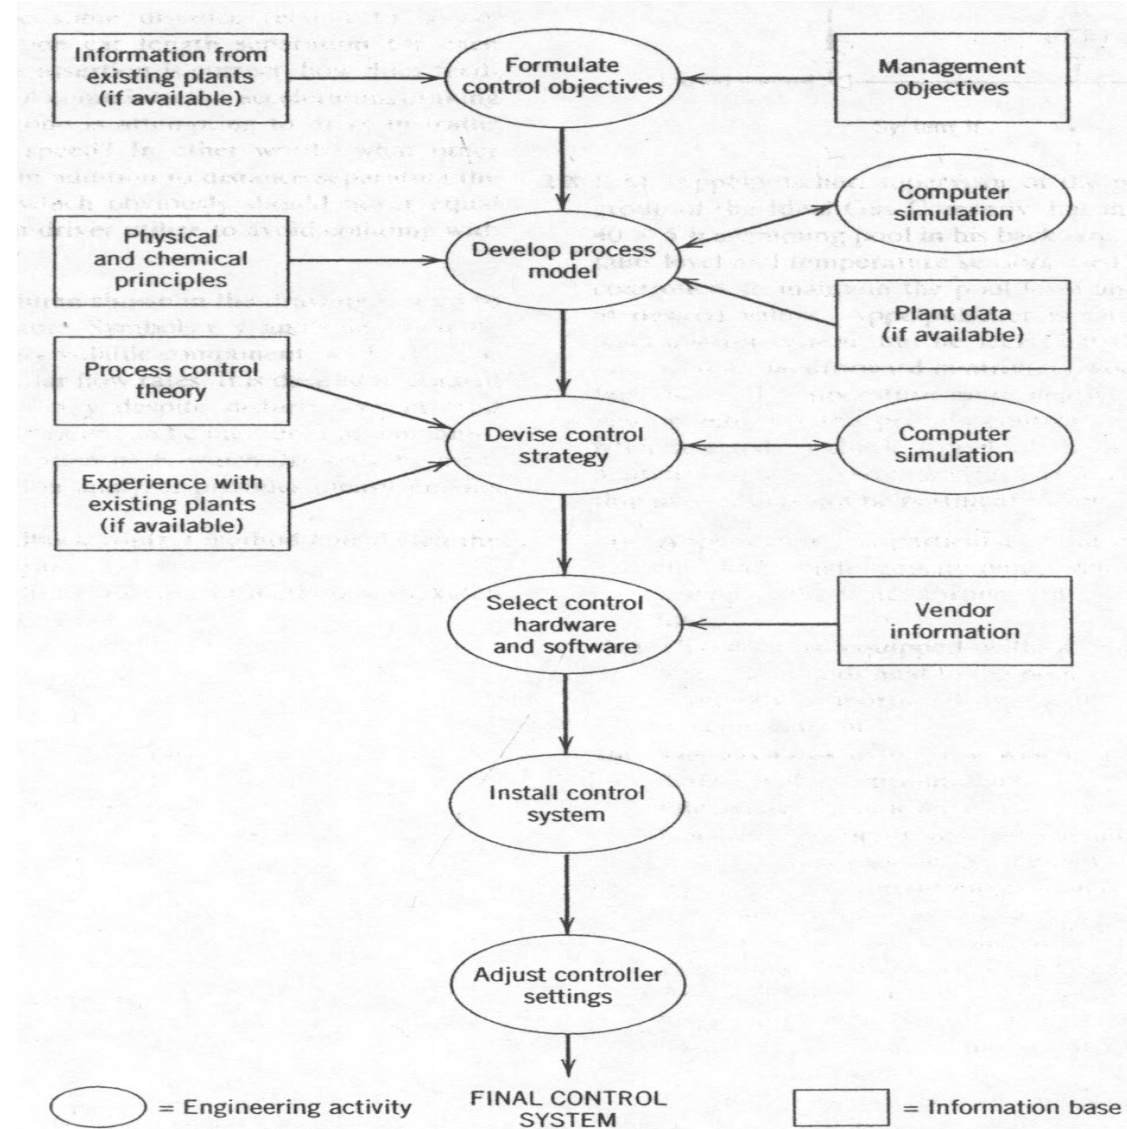 Information from
existing plants
(if available)
Formulate
control objectives
Management
objectives
Physical
and chemical
principles
Develop process
model
Computer
simulation
Plant data
(if available)
Process control
theory
Experience with
existing plants
(if available)
Devise control
strategy
Computer
simulation
Select control
hardware
and software
Vendor
information
Install control
system
Adjust controller
settings
FINAL CONTROL
SYSTEM
= Engineering activity
= Information base